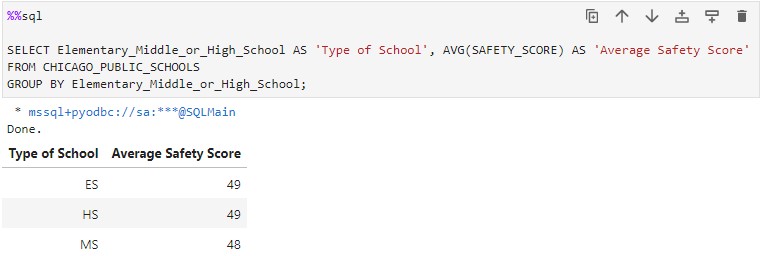 %%sql
SELECT Elementary_Middle_or_High_School AS 'Type of School', AVG(SAFETY_SCORE) AS 'Average Safety Score'
FROM CHICAGO_PUBLIC_SCHOOLS
GROUP BY Elementary_Middle_or_High_School;
* mssql+pyodbc://sa:***@SQLMain
Done.
Type of School Average Safety Score
ES 49
HS 49
MS 48